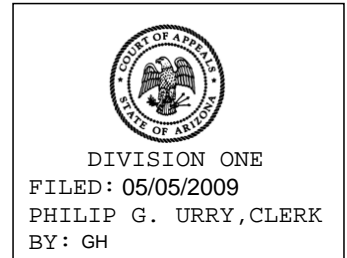 COURT OF APPEALS
STATE OF ARIZONA
DIVISION ONE
FILED: 05/05/2009
PHILIP G. URRY,CLERK
BY: GH